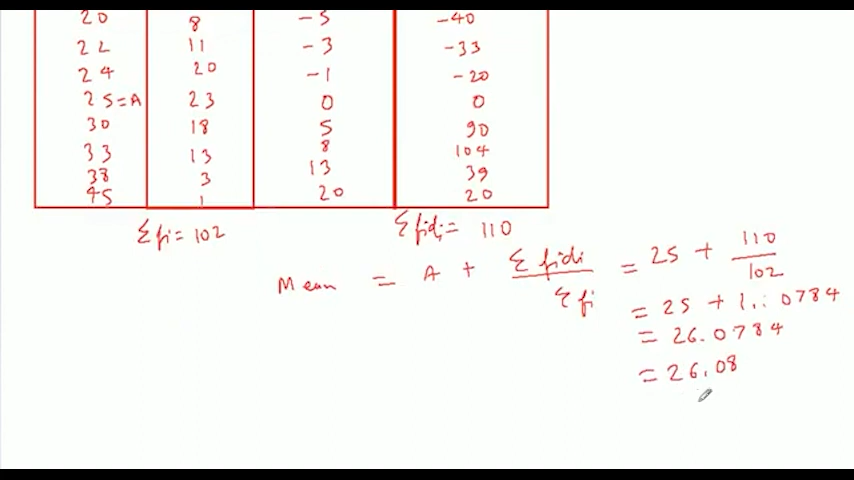 20 8 -5 -40
22 11 -3 -33
24 20 -1 -20
25=A 23 0 0
30 18 5 90
33 13 8 104
38 3 13 39
45 1 20 20
Σfi=102 Σfidi= 110
Mean = A + Σfidi/Σfi = 25 + 110/102
= 25 + 1.0784
= 26.0784
= 26.08